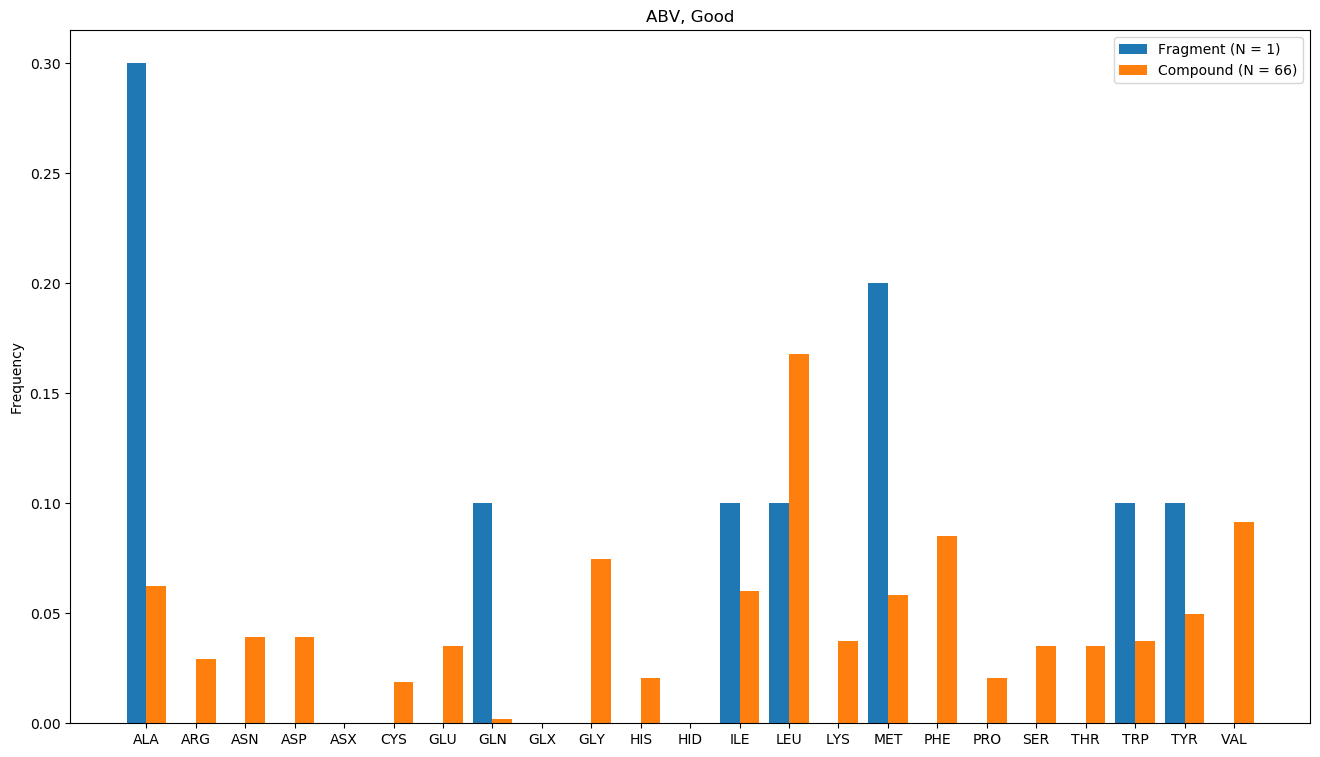 ABV, Good
Fragment (N = 1)
Compound (N = 66)
Frequency
0.30
0.25
0.20
0.15
0.10
0.05
0.00
ALA ARG ASN ASP ASX CYS GLU GLN GLX GLY HIS HID ILE LEU LYS MET PHE PRO SER THR TRP TYR VAL